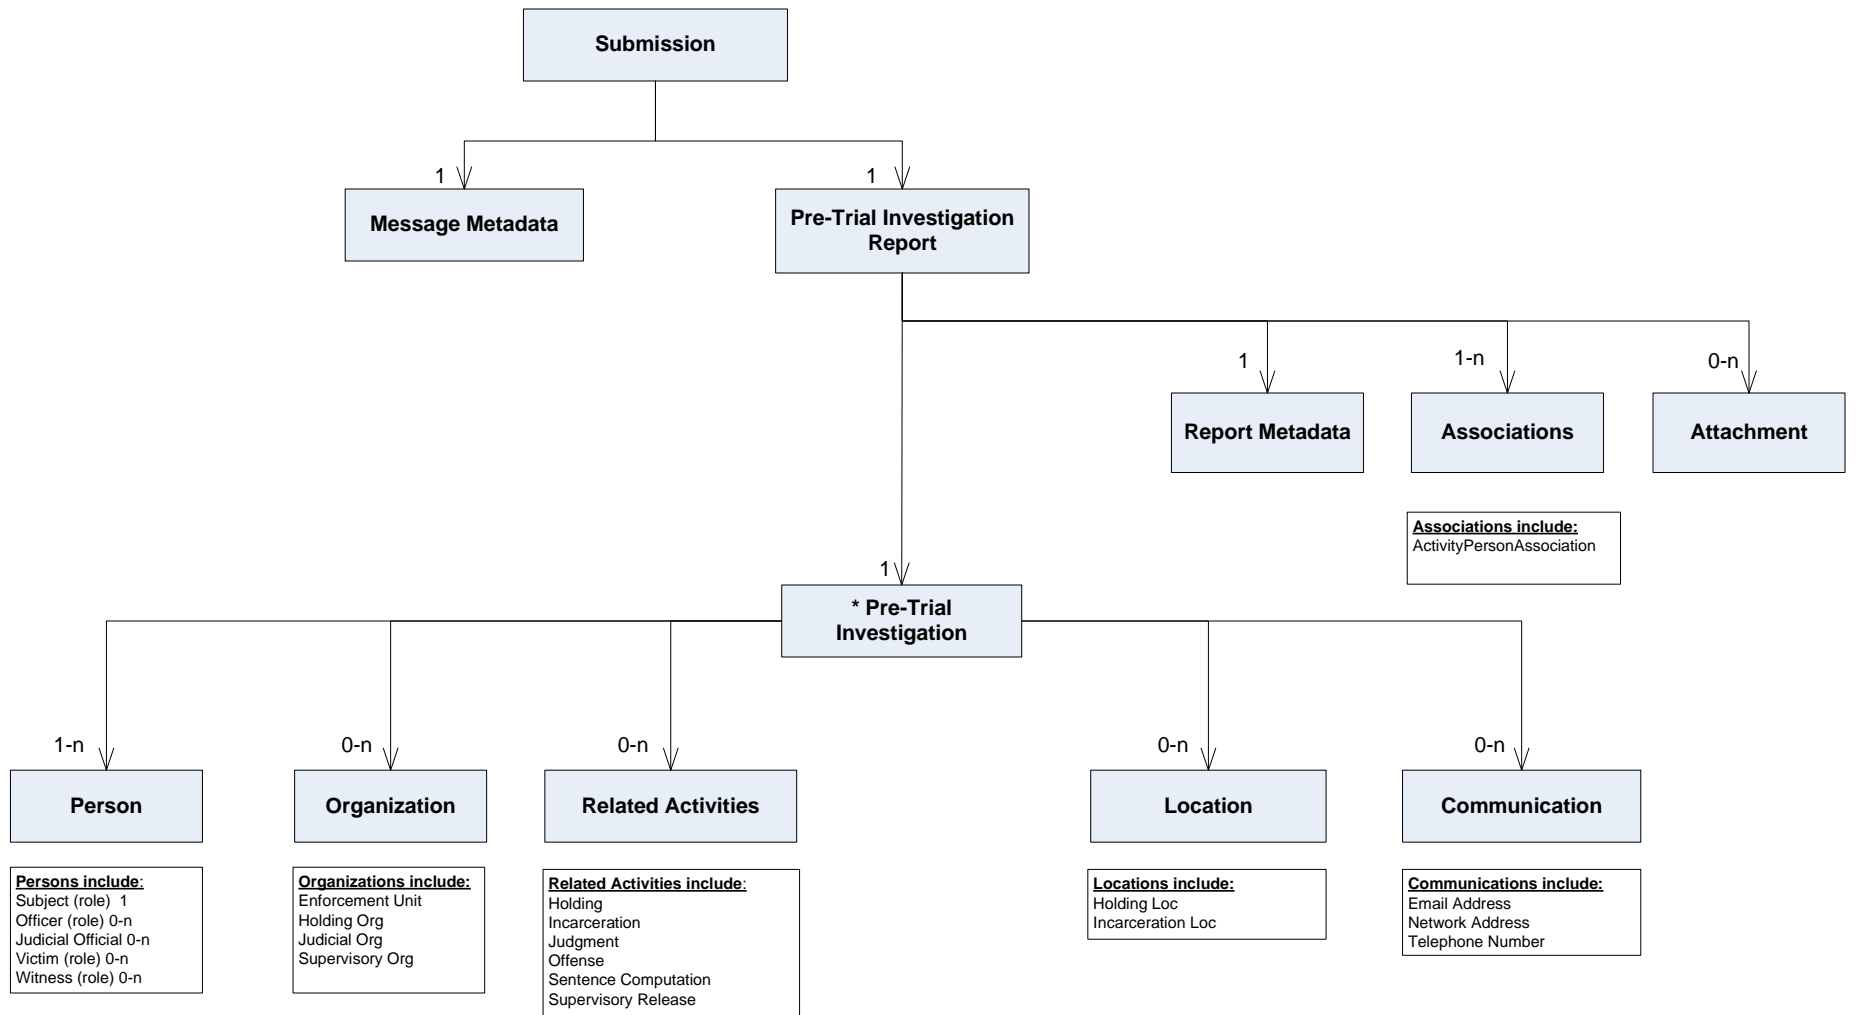 Submission
1
1
Message Metadata
Pre-Trial Investigation
Report
1
1-n
0-n
Report Metadata
Associations
Attachment
Associations include:
ActivityPersonAssociation
1
* Pre-Trial
Investigation
1-n
0-n
0-n
0-n
0-n
Person
Organization
Related Activities
Location
Communication
Persons include:
Subject (role)  1
Officer (role) 0-n
Judicial Official 0-n
Victim (role) 0-n
Witness (role) 0-n
Organizations include:
Enforcement Unit
Holding Org
Judicial Org
Supervisory Org
Related Activities include:
Holding
Incarceration
Judgment
Offense
Sentence Computation
Supervisory Release
Locations include:
Holding Loc
Incarceration Loc
Communications include:
Email Address
Network Address
Telephone Number